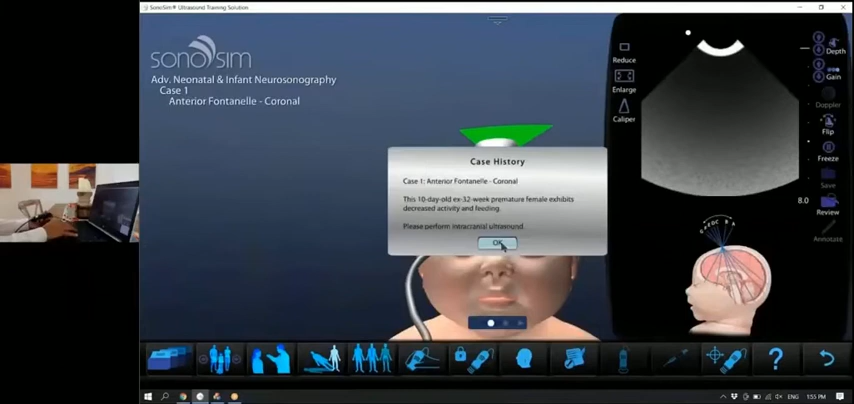 SonoSim® Ultrasound Training Solution
sonosim
Adv. Neonatal & Infant Neurosonography
Case 1
Anterior Fontanelle - Coronal
Case History
Case 1: Anterior Fontanelle - Coronal
This 10-day-old ex-32-week premature female exhibits
decreased activity and feeding.
Please perform intracranial ultrasound.
OK
Reduce
Enlarge
Caliper
Depth
Gain
Doppler
Flip
Freeze
Save
8.0
Review
Annotate
?
ENG
1:55 PM